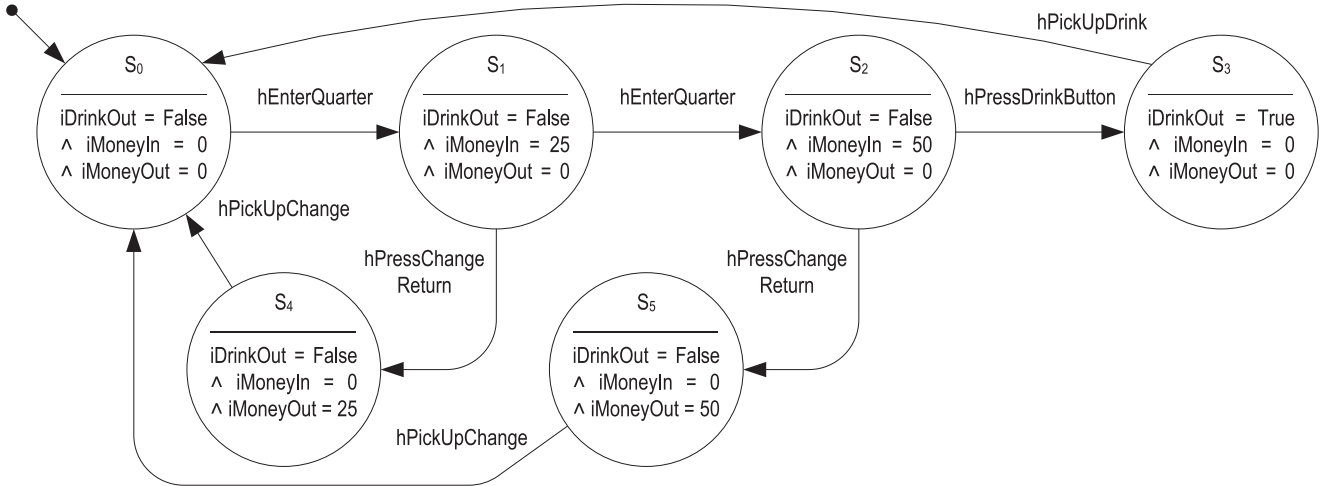 hPickUpDrink
S0
iDrinkOut = False
∧ iMoneyIn = 0
∧ iMoneyOut = 0
hEnterQuarter
S1
iDrinkOut = False
∧ iMoneyIn = 25
∧ iMoneyOut = 0
hEnterQuarter
S2
iDrinkOut = False
∧ iMoneyIn = 50
∧ iMoneyOut = 0
hPressDrinkButton
S3
iDrinkOut = True
∧ iMoneyIn = 0
∧ iMoneyOut = 0
hPickUpChange
hPressChange
Return
hPressChange
Return
S4
iDrinkOut = False
∧ iMoneyIn = 0
∧ iMoneyOut = 25
S5
iDrinkOut = False
∧ iMoneyIn = 0
∧ iMoneyOut = 50
hPickUpChange